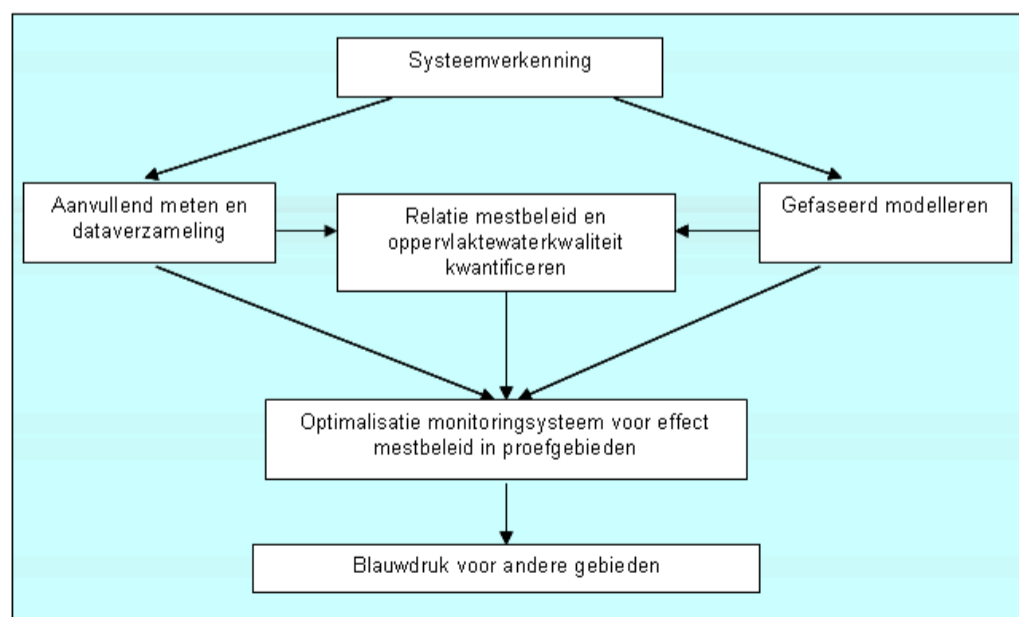 Systeemverkenning
Aanvullend meten en
dataverzameling
Relatie mestbeleid en
oppervlaktewaterkwaliteit
kwantificeren
Gefaseerd modelleren
Optimalisatie monitoringsysteem voor effect
mestbeleid in proefgebieden
Blauwdruk voor andere gebieden